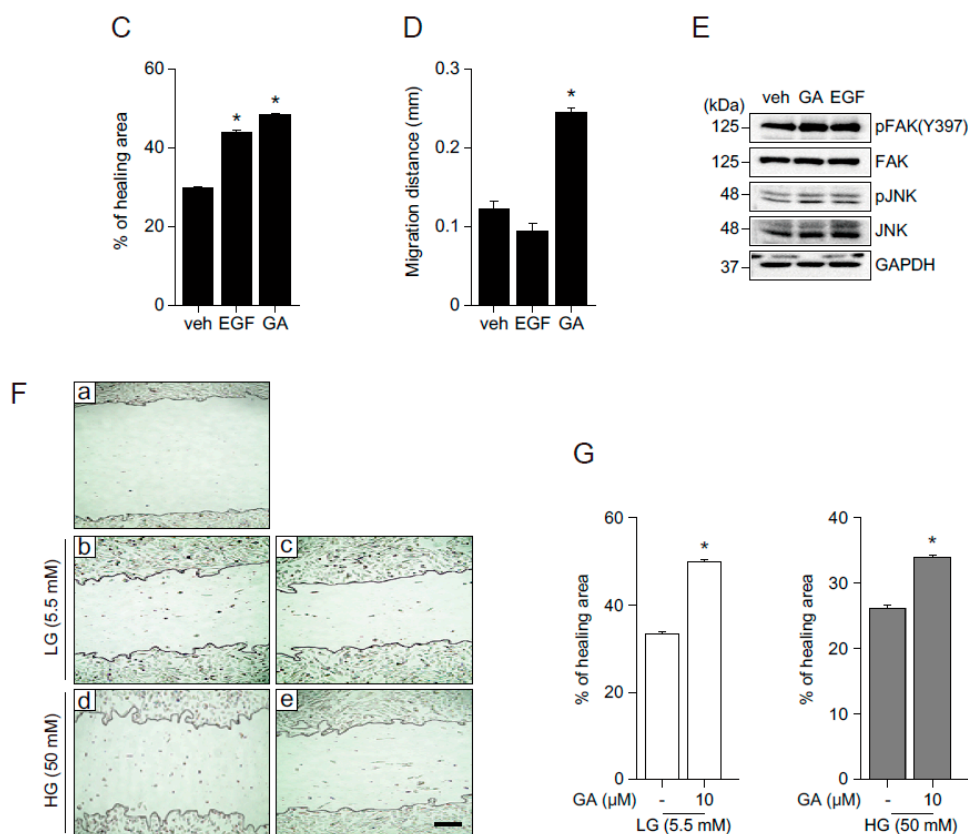 C
60
40
20
0
% of healing area
*
*
veh EGF GA
D
0.3
0.2
0.1
0
Migration distance (mm)
*
veh EGF GA
E
veh GA EGF
(kDa)
125 pFAK(Y397)
125 FAK
48 pJNK
48 JNK
37 GAPDH
F
a
b
c
LG (5.5 mM)
d
e
HG (50 mM)
G
60
40
20
0
% of healing area
*
GA (μM) - 10
LG (5.5 mM)
40
30
20
10
0
% of healing area
*
GA (μM) - 10
HG (50 mM)